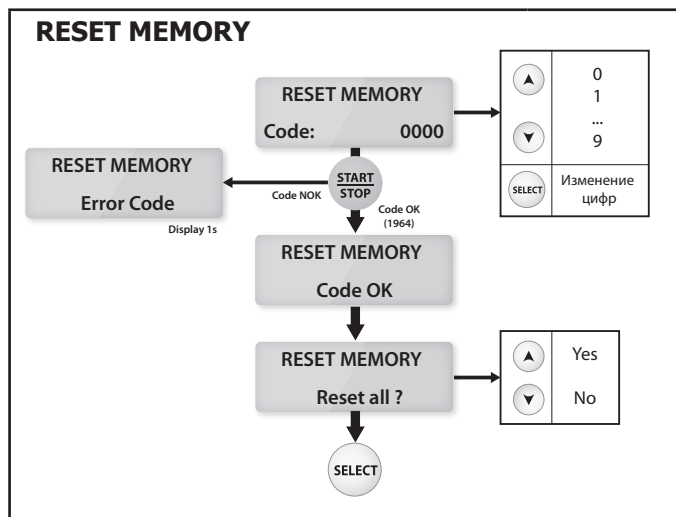 RESET MEMORY
RESET MEMORY
Code: 0000
0
1
...
9
SELECT
Изменение
цифр
START
STOP
Code NOK
RESET MEMORY
Error Code
Display 1s
Code OK
(1964)
RESET MEMORY
Code OK
RESET MEMORY
Reset all ?
Yes
No
SELECT